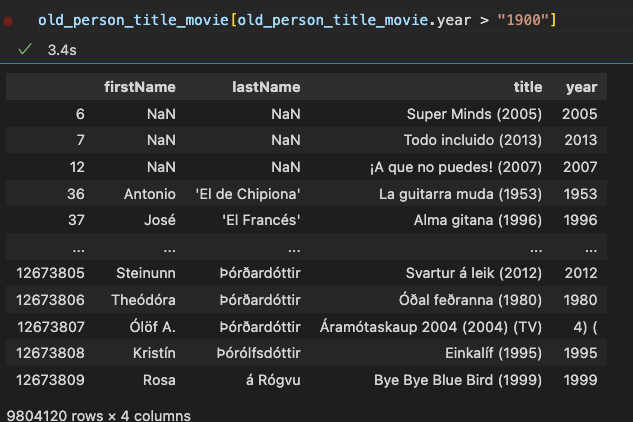 old_person_title_movie[old_person_title_movie.year > "1900"]
✓ 3.4s
firstName lastName title year
6 NaN NaN Super Minds (2005) 2005
7 NaN NaN Todo incluido (2013) 2013
12 NaN NaN ¡A que no puedes! (2007) 2007
36 Antonio 'El de Chipiona' La guitarra muda (1953) 1953
37 José 'El Francés' Alma gitana (1996) 1996
... ... ... ... ...
12673805 Steinunn Þórðardóttir Svartur á leik (2012) 2012
12673806 Theódóra Þórðardóttir Óðal feðranna (1980) 1980
12673807 Ólöf A. Þórðardóttir Áramótaskaup 2004 (2004) (TV) 4) (
12673808 Kristín Þórólfsdóttir Einkalíf (1995) 1995
12673809 Rosa á Rógvu Bye Bye Blue Bird (1999) 1999
9804120 rows × 4 columns